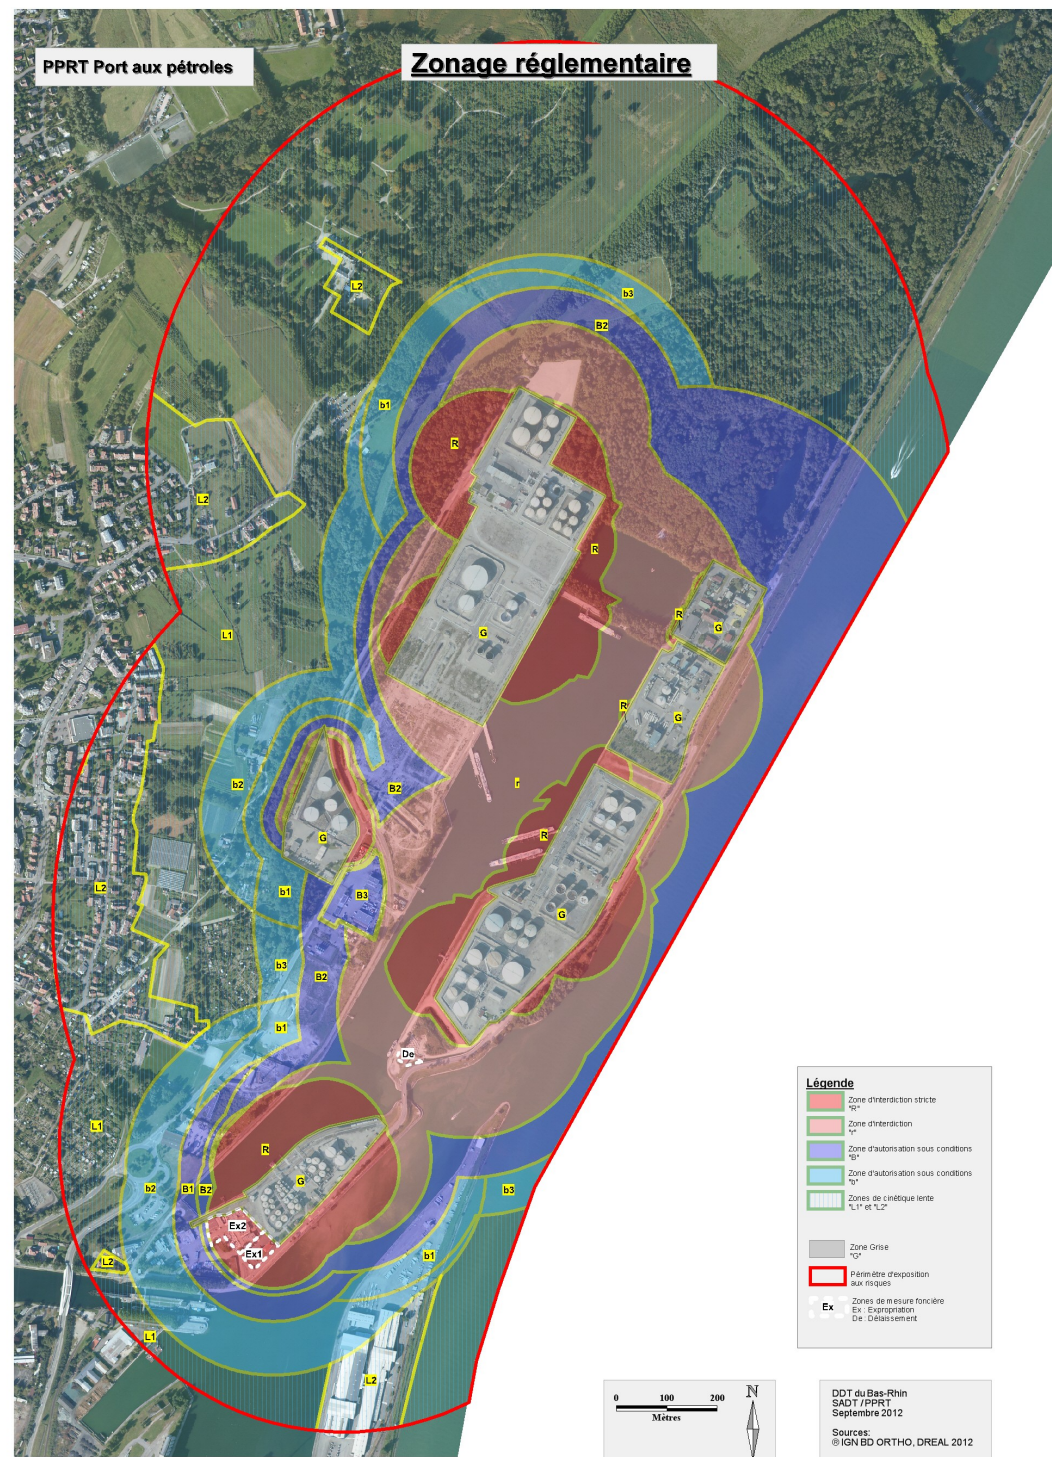 PPRT Port aux pétroles
Zonage réglementaire
L2
b3
B2
b1
R
L2
R
R
G
L1
G
R
G
r
b2
B2
R
G
L2
b1
B3
G
b3
B2
b1
De
L1
R
G
b2
B1
B2
b3
Ex2
Ex1
b1
L2
L1
L2
Légende
Zone d'interdiction stricte
"R"
Zone d'interdiction
"r"
Zone d'autorisation sous conditions
"B"
Zone d'autorisation sous conditions
"b"
Zones de cinétique lente
"L1" et "L2"
Zone Grise
"G"
Périmètre d'exposition
aux risques
Ex
Zones de mesure foncière
Ex : Expropriation
De : Délaissement
0 100 200
Mètres
N
DDT du Bas-Rhin
SADT / PPRT
Septembre 2012
Sources:
® IGN BD ORTHO, DREAL 2012